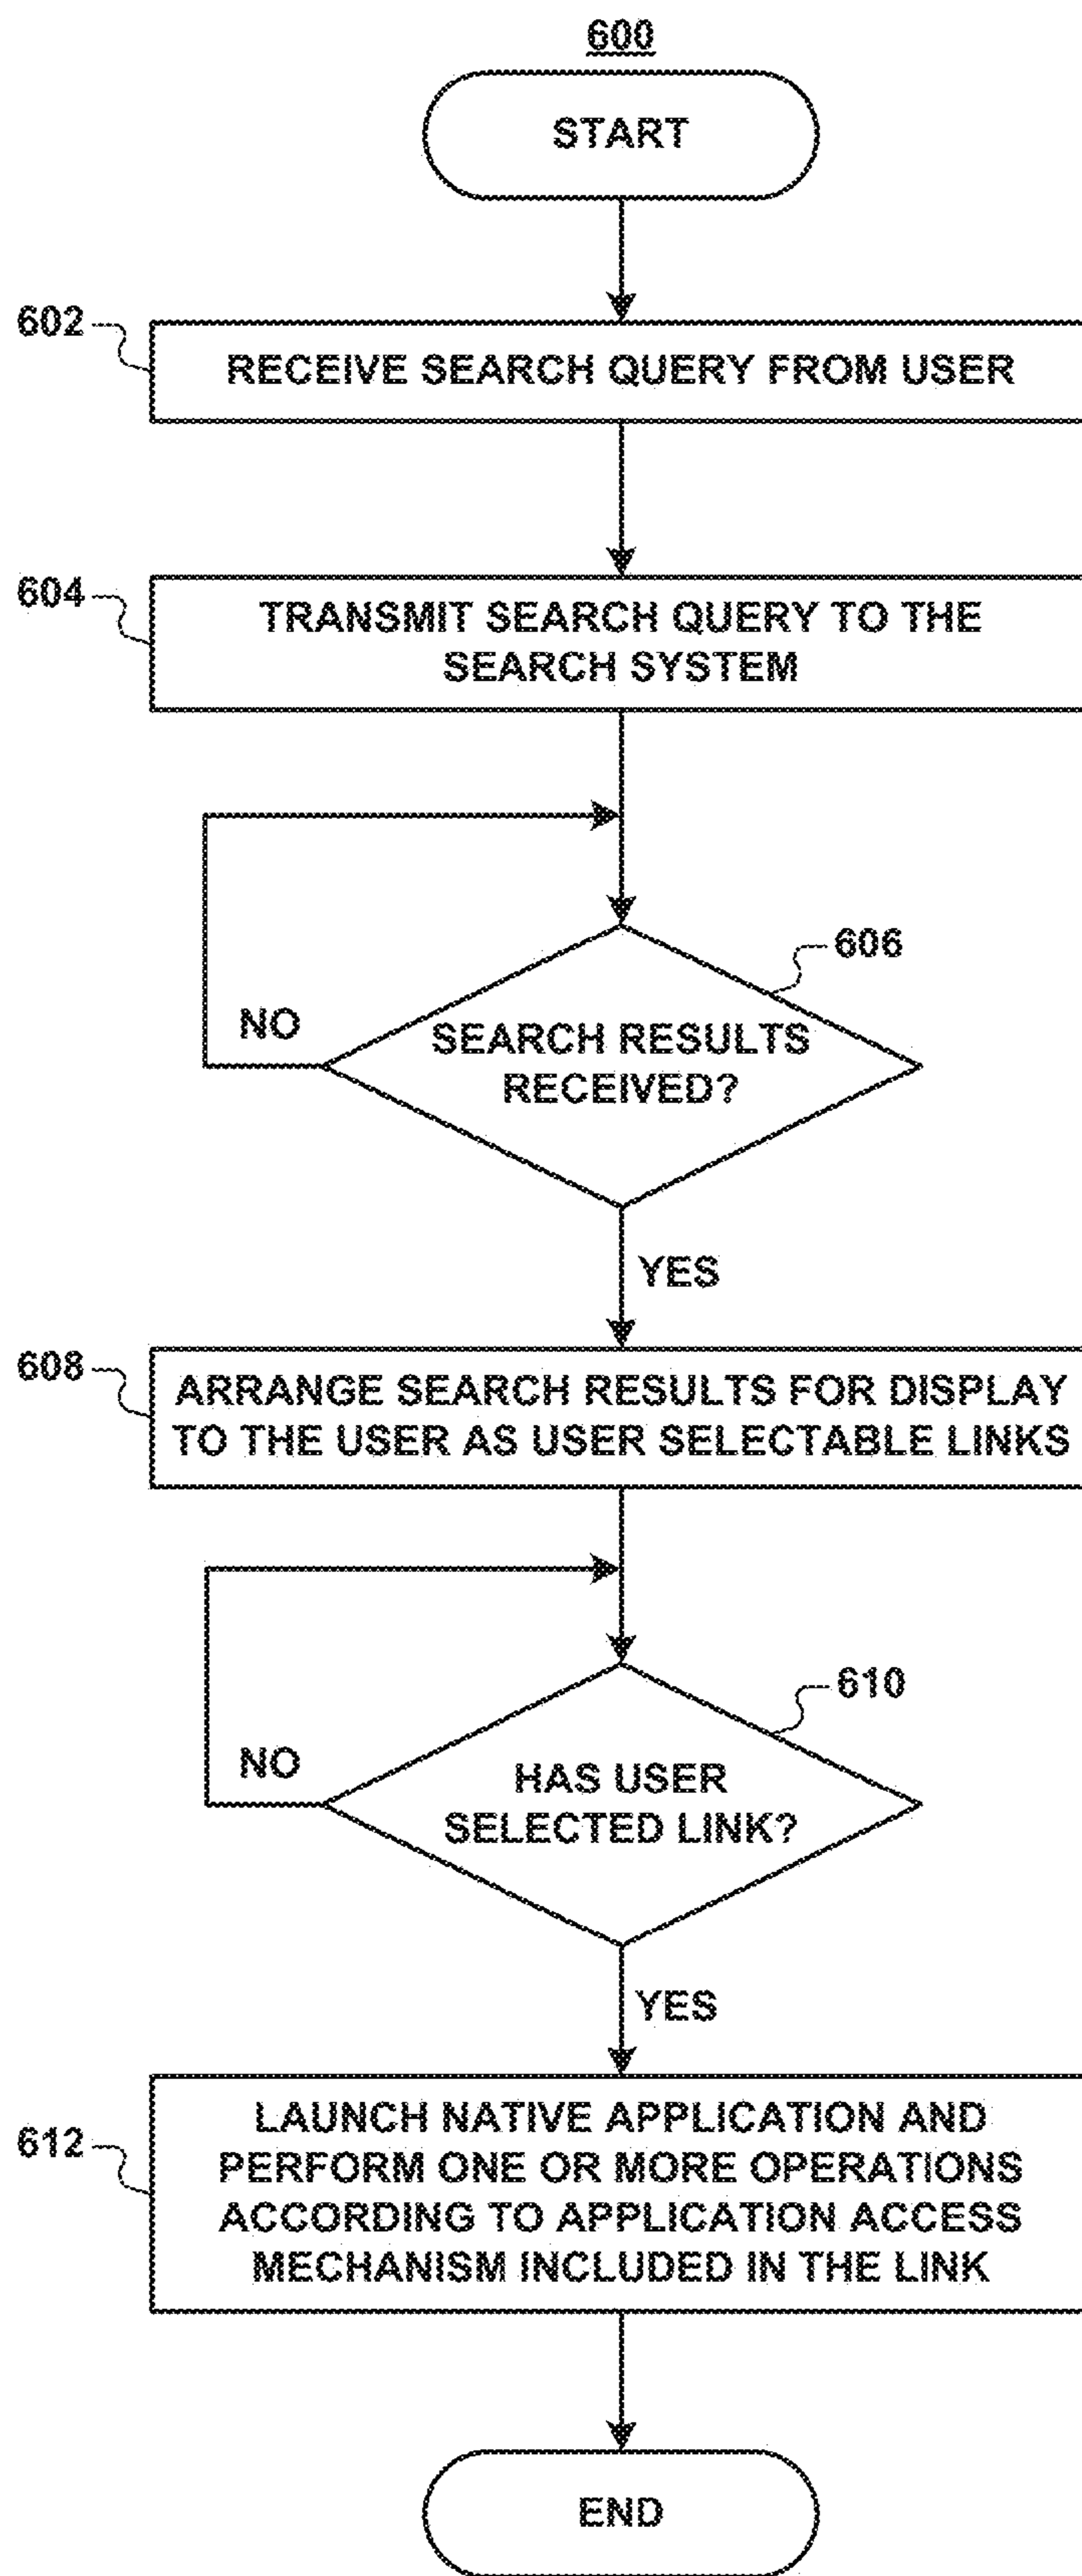 600
START
602
RECEIVE SEARCH QUERY FROM USER
604
TRANSMIT SEARCH QUERY TO THE
SEARCH SYSTEM
606
SEARCH RESULTS
RECEIVED?
NO
YES
608
ARRANGE SEARCH RESULTS FOR DISPLAY
TO THE USER AS USER SELECTABLE LINKS
610
HAS USER
SELECTED LINK?
NO
YES
612
LAUNCH NATIVE APPLICATION AND
PERFORM ONE OR MORE OPERATIONS
ACCORDING TO APPLICATION ACCESS
MECHANISM INCLUDED IN THE LINK
END